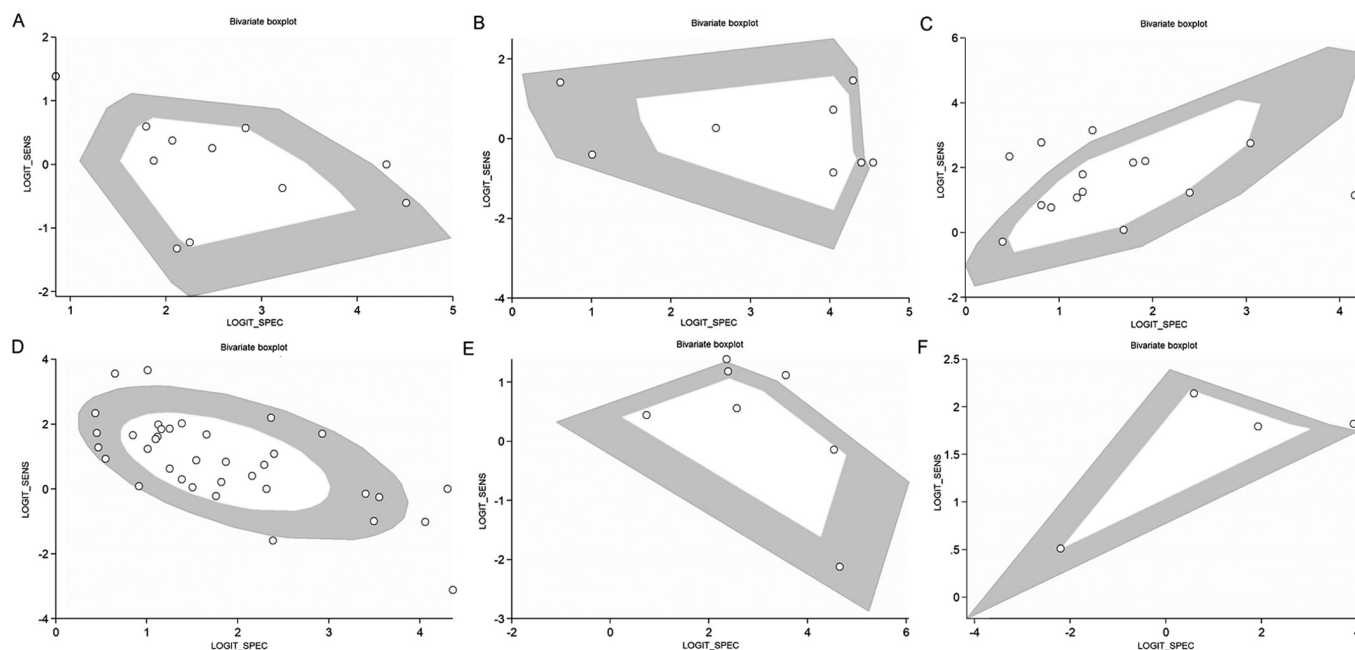 A
Bivariate boxplot
2
1
0
-1
-2
LOGIT_SENS
1 2 3 4 5
LOGIT_SPEC
B
Bivariate boxplot
2
0
-2
-4
LOGIT_SENS
0 1 2 3 4 5
LOGIT_SPEC
C
Bivariate boxplot
6
4
2
0
-2
LOGIT_SENS
0 1 2 3 4
LOGIT_SPEC
D
Bivariate boxplot
4
2
0
-2
-4
LOGIT_SENS
0 1 2 3 4
LOGIT_SPEC
E
Bivariate boxplot
1
0
-1
-2
-3
LOGIT_SENS
-2 0 2 4 6
LOGIT_SPEC
F
Bivariate boxplot
2.5
2
1.5
1
.5
0
LOGIT_SENS
-4 -2 0 2 4
LOGIT_SPEC